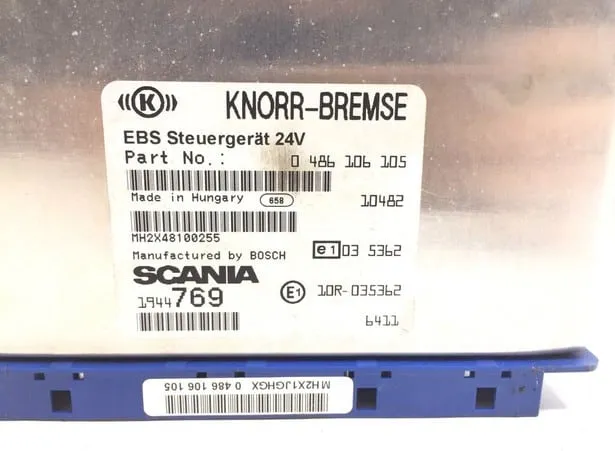 K KNORR-BREMSE
EBS Steuergerät 24V
Part No.: 0 486 106 105
Made in Hungary 658 10482
MH2X48100255
Manufactured by BOSCH e1 03 5362
SCANIA
1944769 E1 10R-035362
6411
MH2X1JGHGX 0 486 106 105